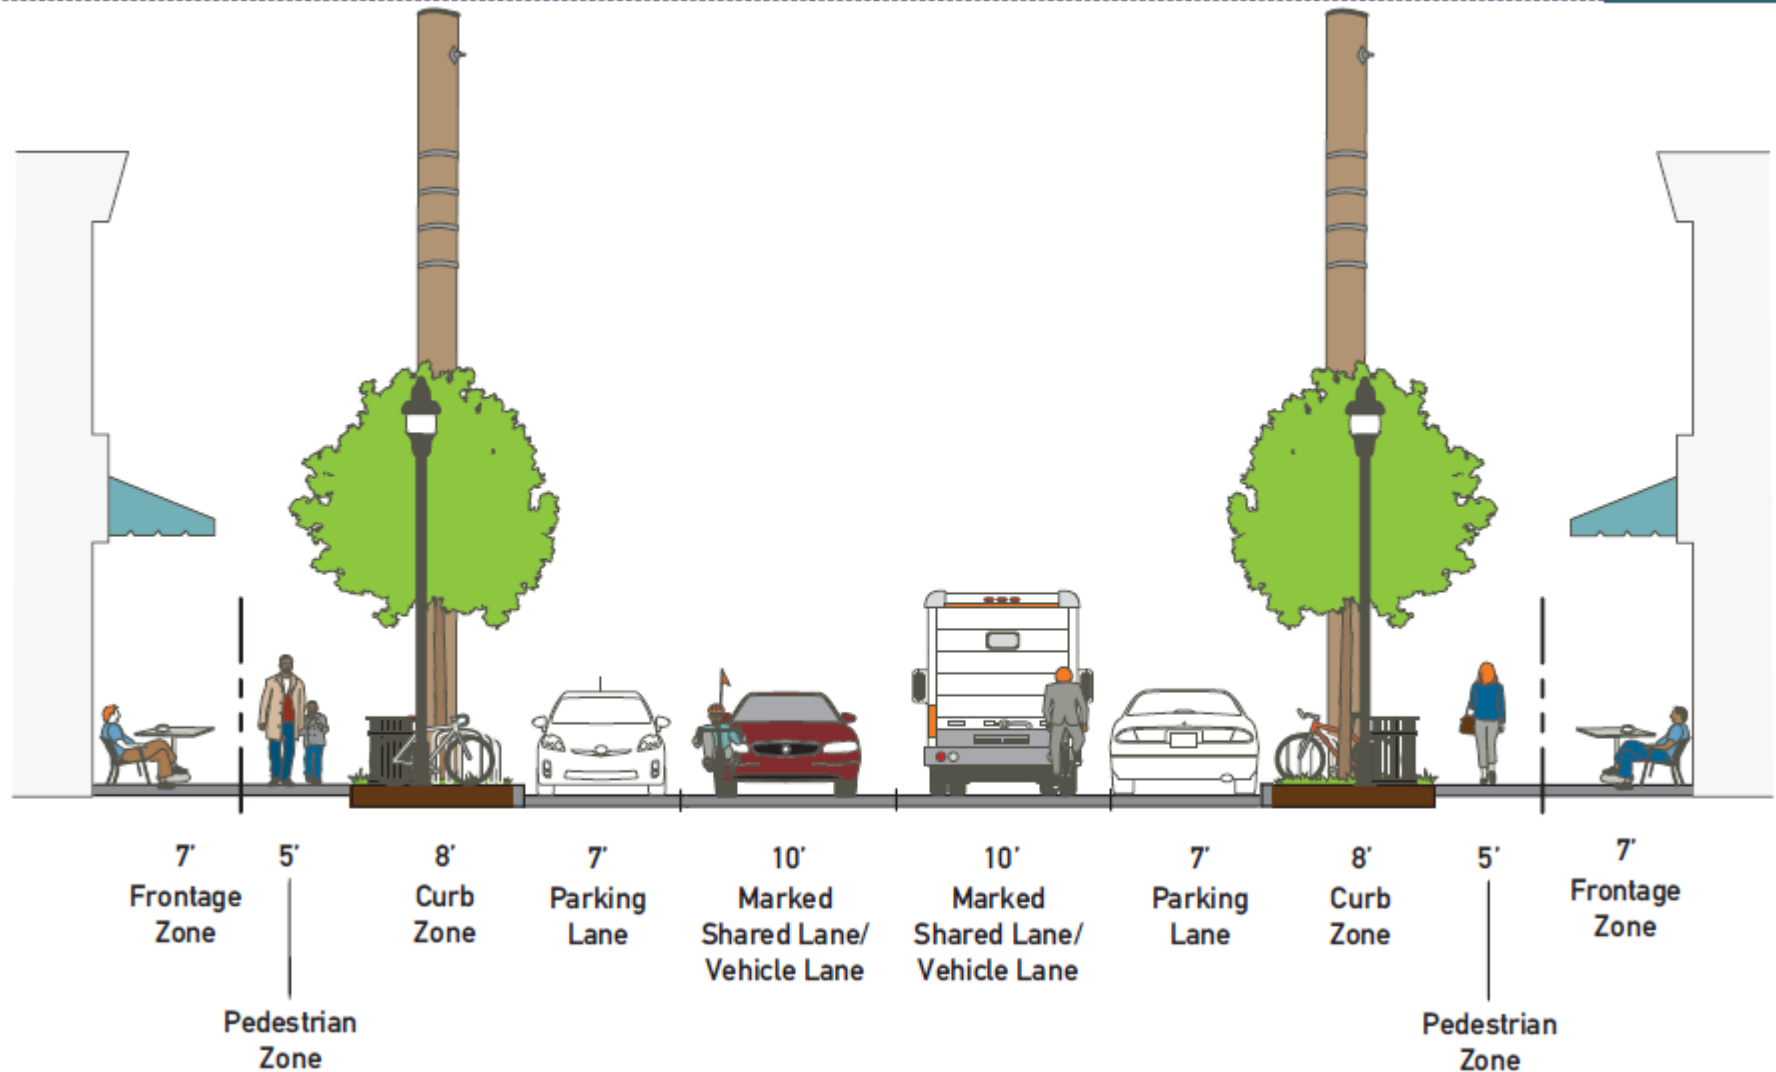 7’
Frontage
Zone
5’
Pedestrian
Zone
8’
Curb
Zone
7’
Parking
Lane
10’
Marked
Shared Lane/
Vehicle Lane
10’
Marked
Shared Lane/
Vehicle Lane
7’
Parking
Lane
8’
Curb
Zone
5’
Pedestrian
Zone
7’
Frontage
Zone